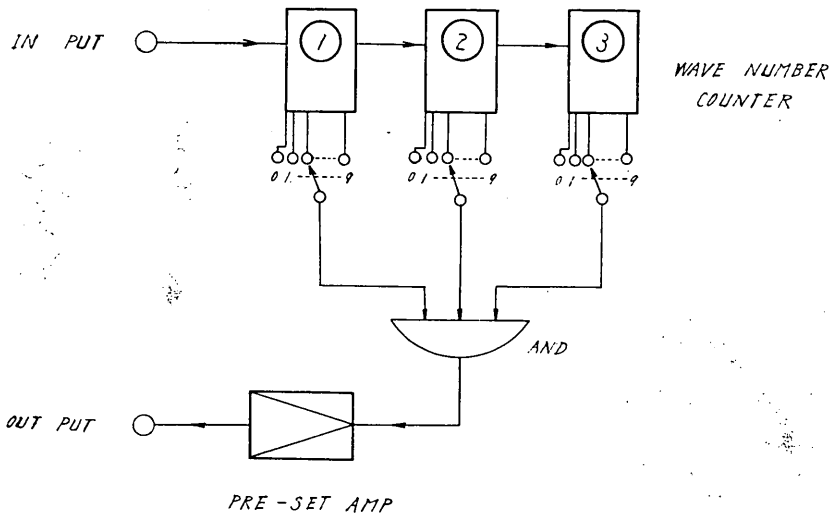 IN PUT
1
2
3
WAVE NUMBER
COUNTER
0 1 ------ 9
0 1 ------ 9
0 1 ------ 9
AND
OUT PUT
PRE-SET AMP